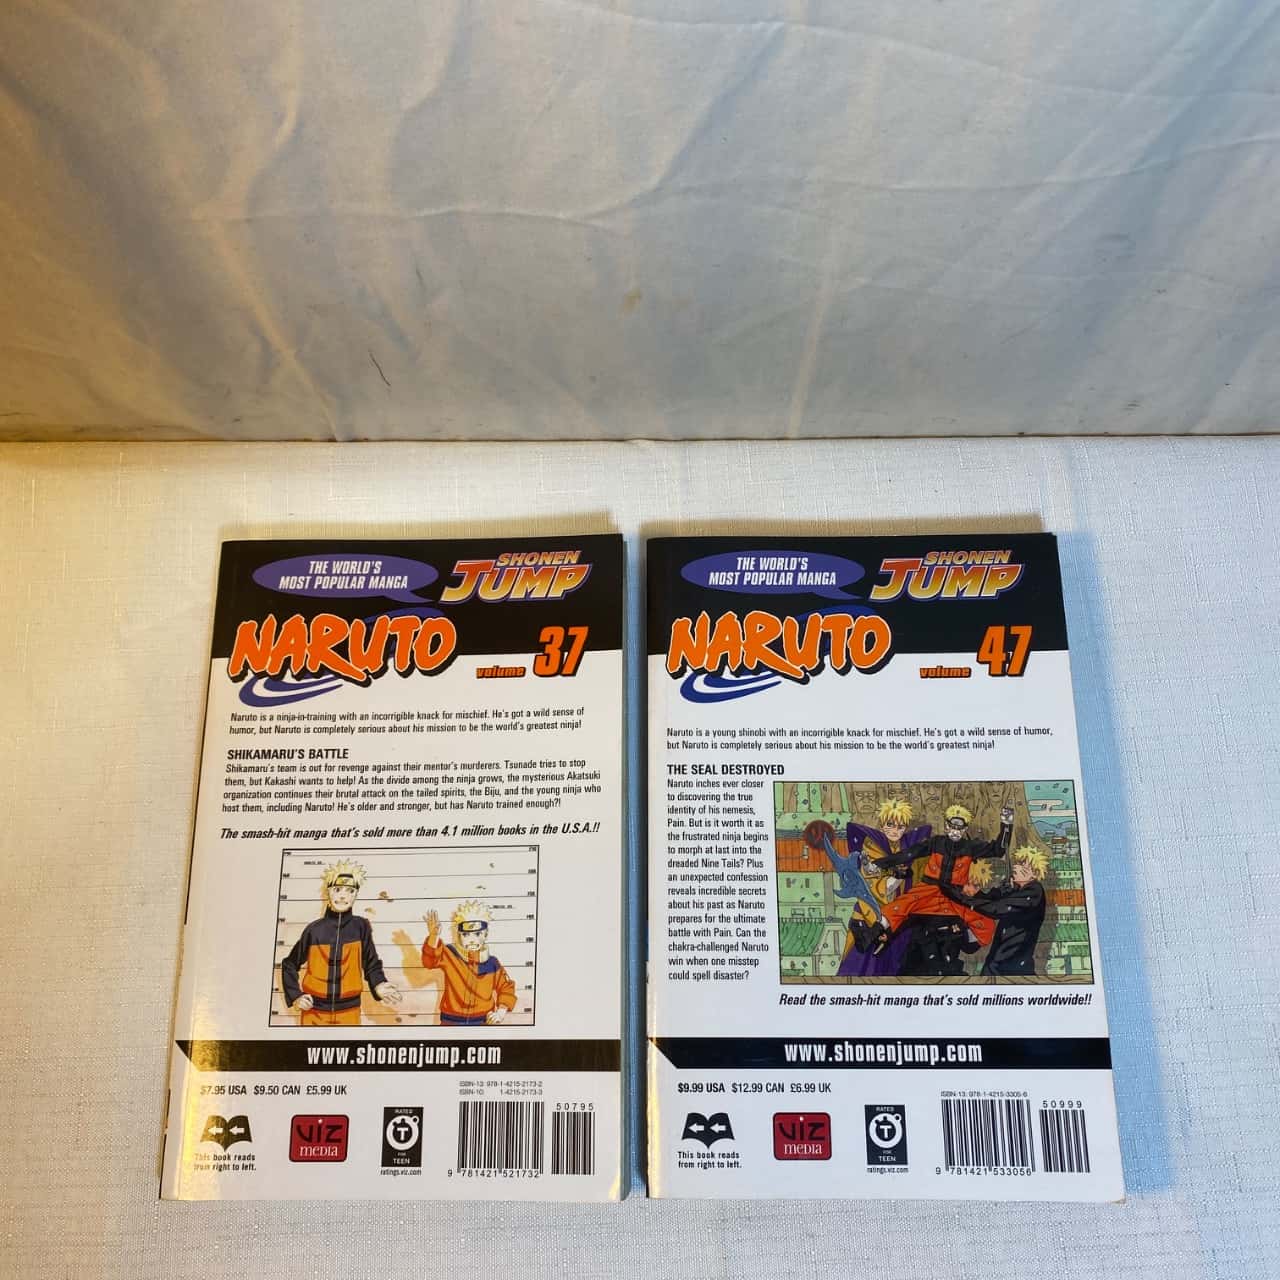 THE WORLD'S
MOST POPULAR MANGA
SHONEN
JUMP
NARUTO
volume 37
Naruto is a ninja-in-training with an incorrigible knack for mischief. He's got a wild sense of
humor, but Naruto is completely serious about his mission to be the world's greatest ninja!
SHIKAMARU'S BATTLE
Shikamaru's team is out for revenge against their mentor's murderers. Tsunade tries to stop
them, but Kakashi wants to help! As the divide among the ninja grows, the mysterious Akatsuki
organization continues their brutal attack on the tailed spirits, the Biju, and the young ninja who
host them, including Naruto! He's older and stronger, but has Naruto trained enough?!
The smash-hit manga that's sold more than 4.1 million books in the U.S.A.!!
www.shonenjump.com
$7.95 USA $9.50 CAN £5.99 UK
ISBN-13: 978-1-4215-2173-2
ISBN-10: 1-4215-2173-3
50795
This book reads
from right to left.
VIZ
MEDIA
RATED
T
FOR
TEEN
ratings.viz.com
9 781421 521732
THE WORLD'S
MOST POPULAR MANGA
SHONEN
JUMP
NARUTO
volume 47
Naruto is a young shinobi with an incorrigible knack for mischief. He's got a wild sense of humor,
but Naruto is completely serious about his mission to be the world's greatest ninja!
THE SEAL DESTROYED
Naruto inches ever closer
to discovering the true
identity of his nemesis,
Pain. But is it worth it as
the frustrated ninja begins
to morph at last into the
dreaded Nine Tails? Plus
an unexpected confession
reveals incredible secrets
about his past as Naruto
prepares for the ultimate
battle with Pain. Can the
chakra-challenged Naruto
win when one misstep
could spell disaster?
Read the smash-hit manga that's sold millions worldwide!!
www.shonenjump.com
$9.99 USA $12.99 CAN £6.99 UK
ISBN-13: 978-1-4215-3305-6
50999
This book reads
from right to left.
VIZ
MEDIA
RATED
T
FOR
TEEN
ratings.viz.com
9 781421 533056